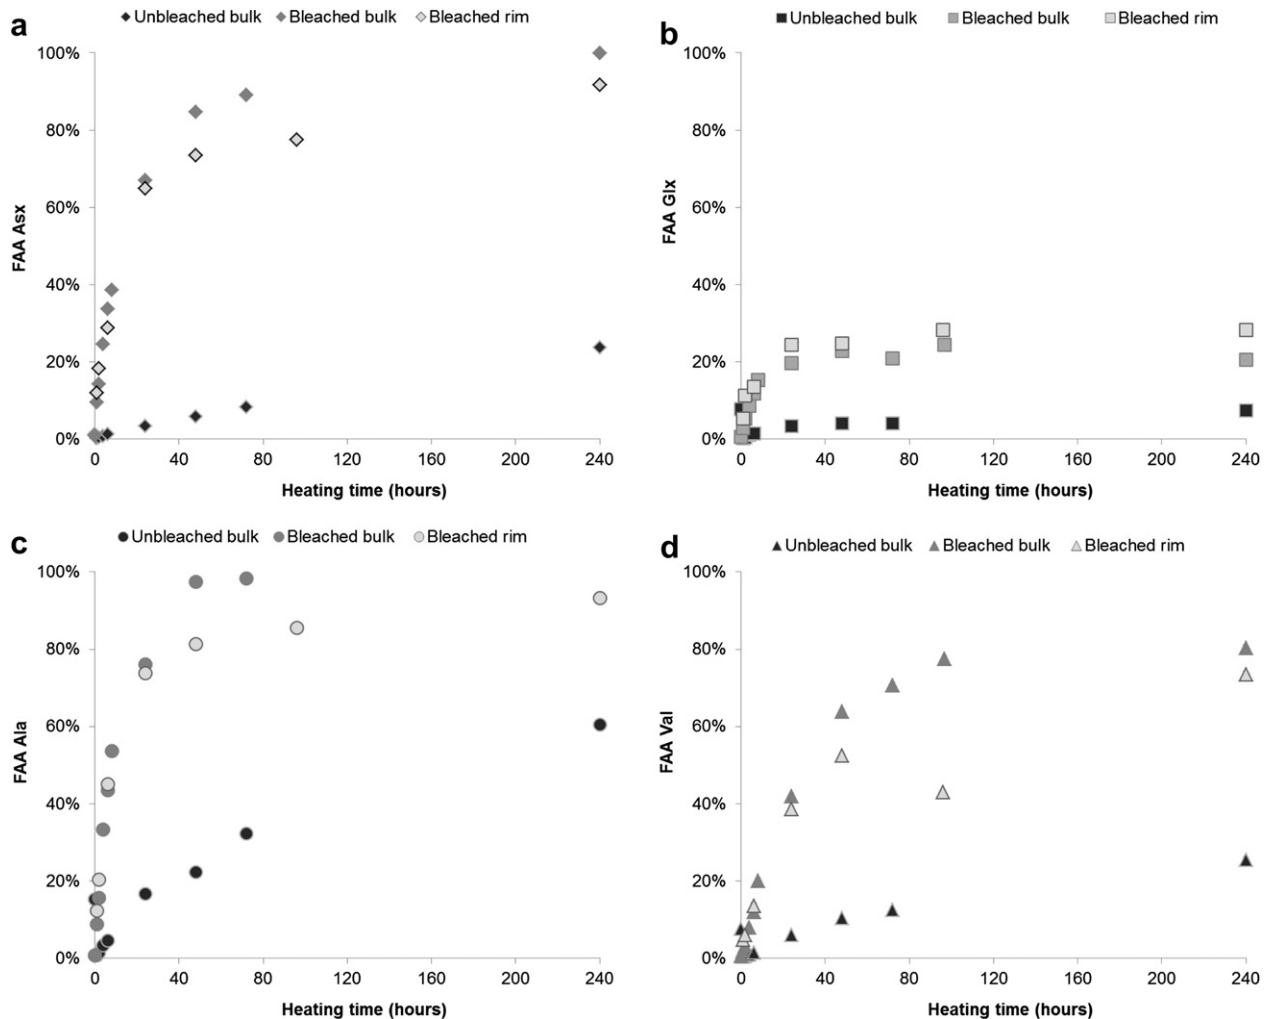 a
Unbleached bulk Bleached bulk Bleached rim
100%
80%
60%
40%
20%
0%
FAA Asx
0 40 80 120 160 200 240
Heating time (hours)
b
Unbleached bulk Bleached bulk Bleached rim
100%
80%
60%
40%
20%
0%
FAA Glx
0 40 80 120 160 200 240
Heating time (hours)
c
Unbleached bulk Bleached bulk Bleached rim
100%
80%
60%
40%
20%
0%
FAA Ala
0 40 80 120 160 200 240
Heating time (hours)
d
Unbleached bulk Bleached bulk Bleached rim
100%
80%
60%
40%
20%
0%
FAA Val
0 40 80 120 160 200 240
Heating time (hours)